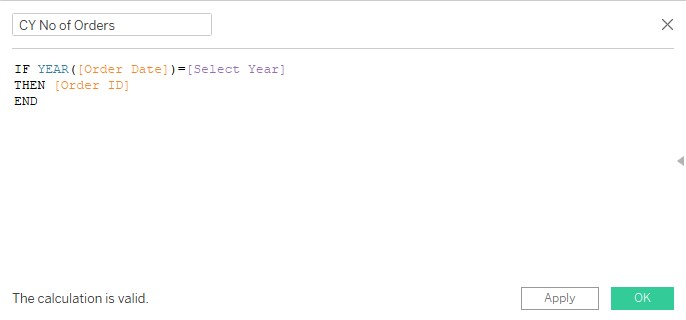 CY No of Orders
IF YEAR([Order Date])=[Select Year]
THEN [Order ID]
END
The calculation is valid.
Apply
OK